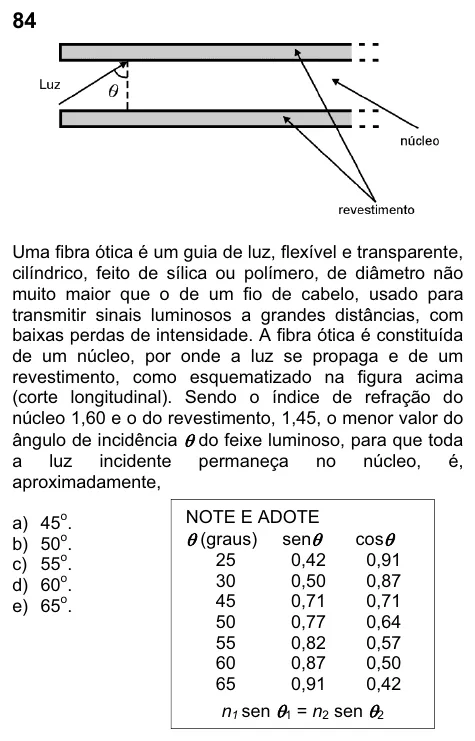 84
Luz
θ
núcleo
revestimento
Uma fibra ótica é um guia de luz, flexível e transparente,
cilíndrico, feito de sílica ou polímero, de diâmetro não
muito maior que o de um fio de cabelo, usado para
transmitir sinais luminosos a grandes distâncias, com
baixas perdas de intensidade. A fibra ótica é constituída
de um núcleo, por onde a luz se propaga e de um
revestimento, como esquematizado na figura acima
(corte longitudinal). Sendo o índice de refração do
núcleo 1,60 e o do revestimento, 1,45, o menor valor do
ângulo de incidência θ do feixe luminoso, para que toda
a luz incidente permaneça no núcleo, é,
aproximadamente,
a) 45º.
b) 50º.
c) 55º.
d) 60º.
e) 65º.
NOTE E ADOTE
θ (graus) senθ cosθ
25 0,42 0,91
30 0,50 0,87
45 0,71 0,71
50 0,77 0,64
55 0,82 0,57
60 0,87 0,50
65 0,91 0,42
n₁ sen θ₁ = n₂ sen θ₂